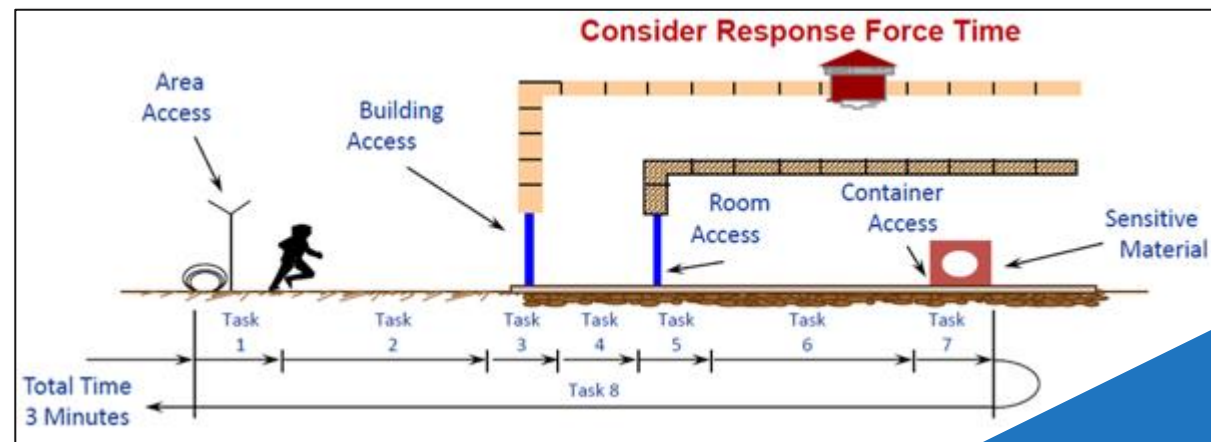 Consider Response Force Time
Area
Access
Building
Access
Room
Access
Container
Access
Sensitive
Material
Task
1
Task
2
Task
3
Task
4
Task
5
Task
6
Task
7
Total Time
3 Minutes
Task 8